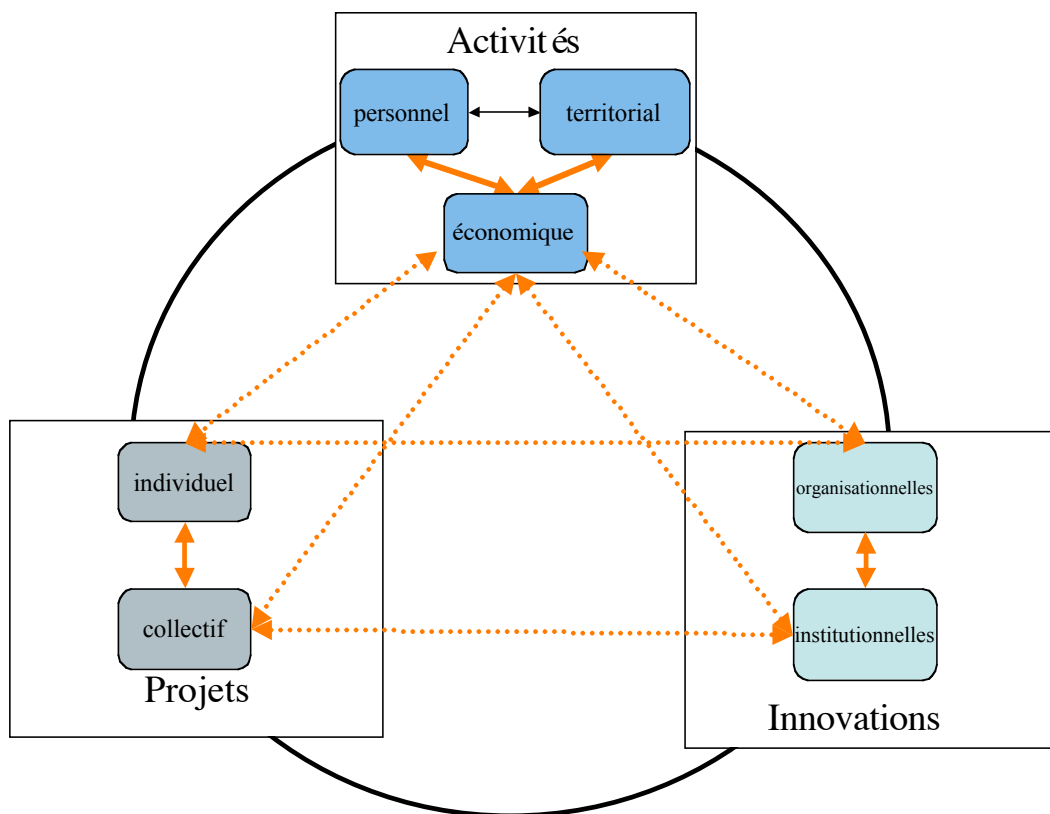 Activités
personnel
territorial
économique
individuel
collectif
Projets
organisationnelles
institutionnelles
Innovations